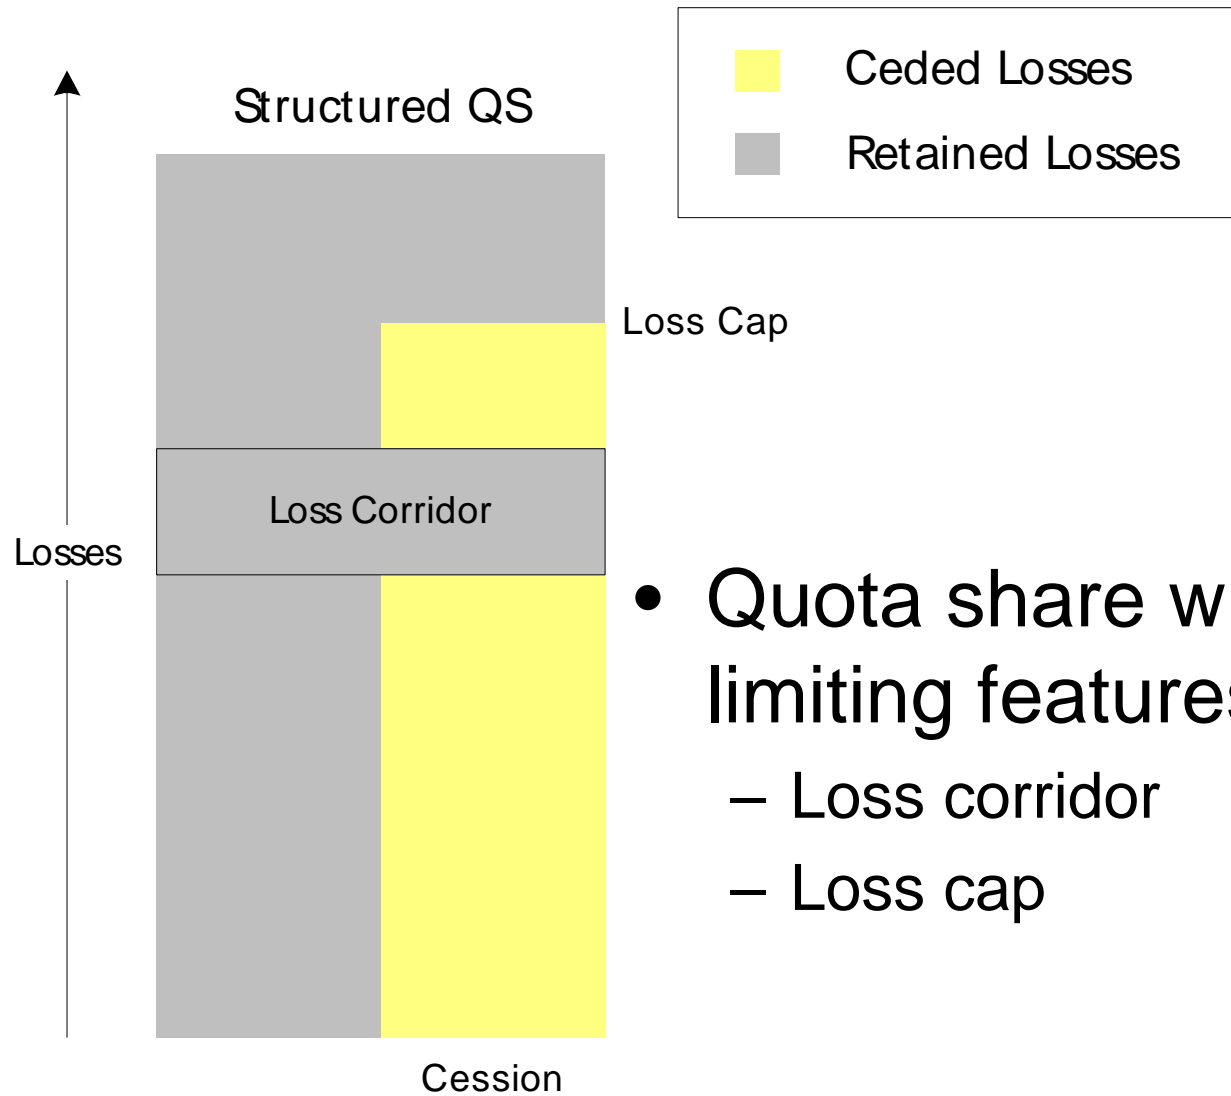 Ceded Losses
Retained Losses
Structured QS
Loss Cap
Loss Corridor
Losses
• Quota share w
limiting features
– Loss corridor
– Loss cap
Cession